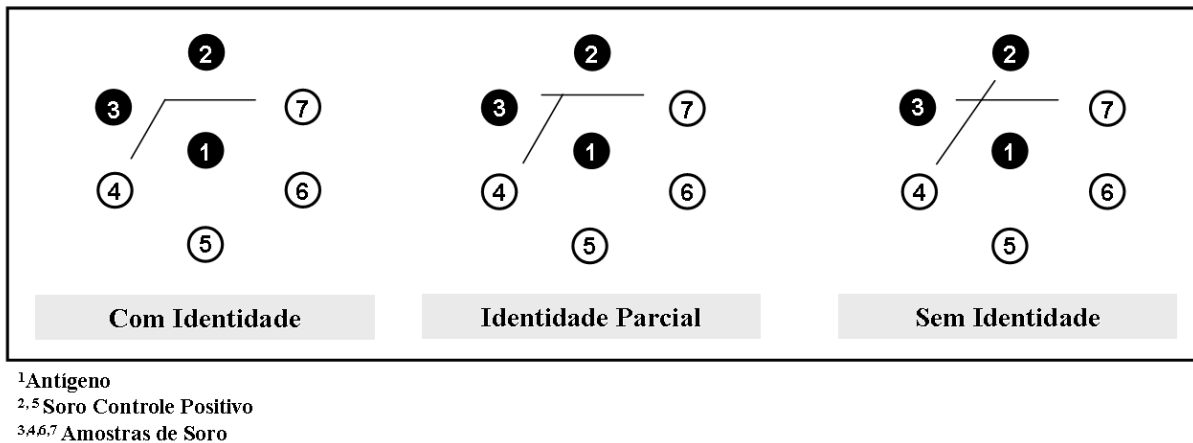 2 2 2
3 7 3 7 3 7
1 1 1
4 6 4 6 4 6
5 5 5
Com Identidade Identidade Parcial Sem Identidade
¹Antígeno
²,⁵ Soro Controle Positivo
³,⁴,⁶,⁷ Amostras de Soro